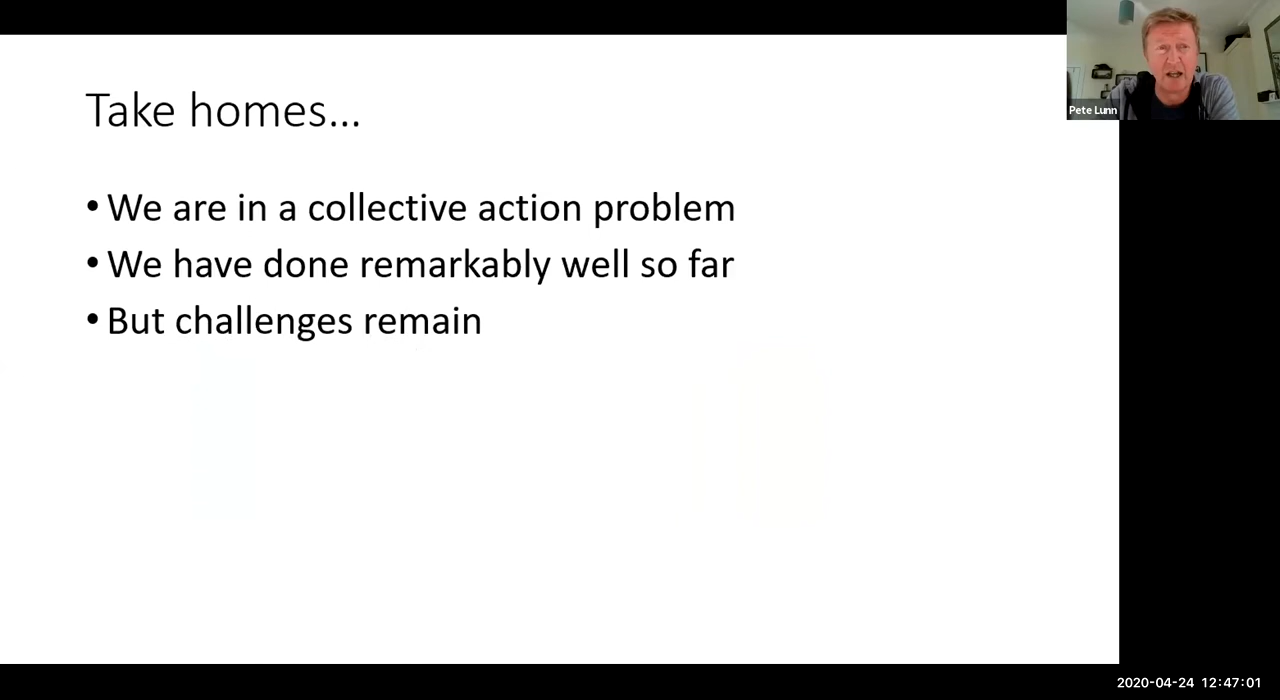 Take homes...
• We are in a collective action problem
• We have done remarkably well so far
• But challenges remain
Pete Lunn
2020-04-24 12:47:01